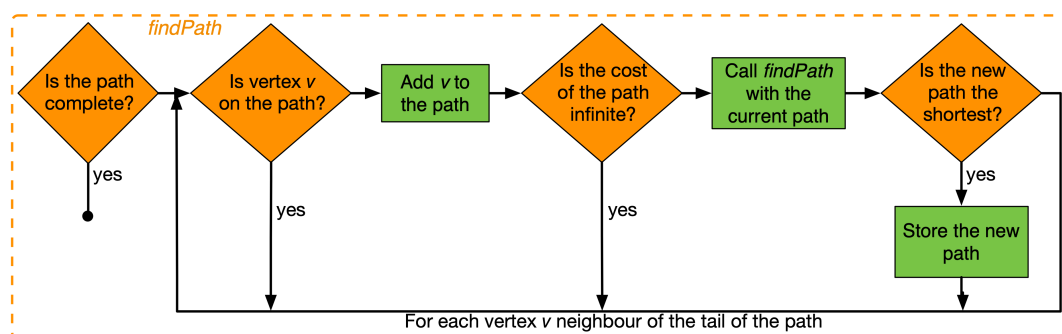 findPath
Is the path
complete?
Is vertex v
on the path?
Add v to
the path
Is the cost
of the path
infinite?
Call findPath
with the
current path
Is the new
path the
shortest?
yes
yes
yes
yes
Store the new
path
For each vertex v neighbour of the tail of the path